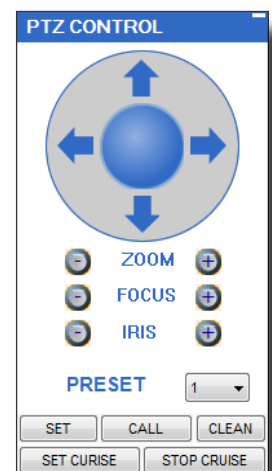 PTZ CONTROL
- ZOOM +
- FOCUS +
- IRIS +
PRESET 1
SET CALL CLEAN
SET CURISE STOP CRUISE